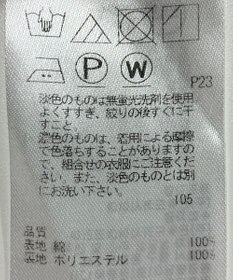 P W
P23
淡色のものは無蛍光洗剤を使用
よくすすぎ、絞りの後すぐに干
すこと。
濃色のものは、着用による摩擦
で色落ちすることがありますので
、組合せの衣服にご注意くださ
い。また、淡色のものとは別
にお洗い下さい。
105
品質
表地 綿 100%
裏地 ポリエステル 100%